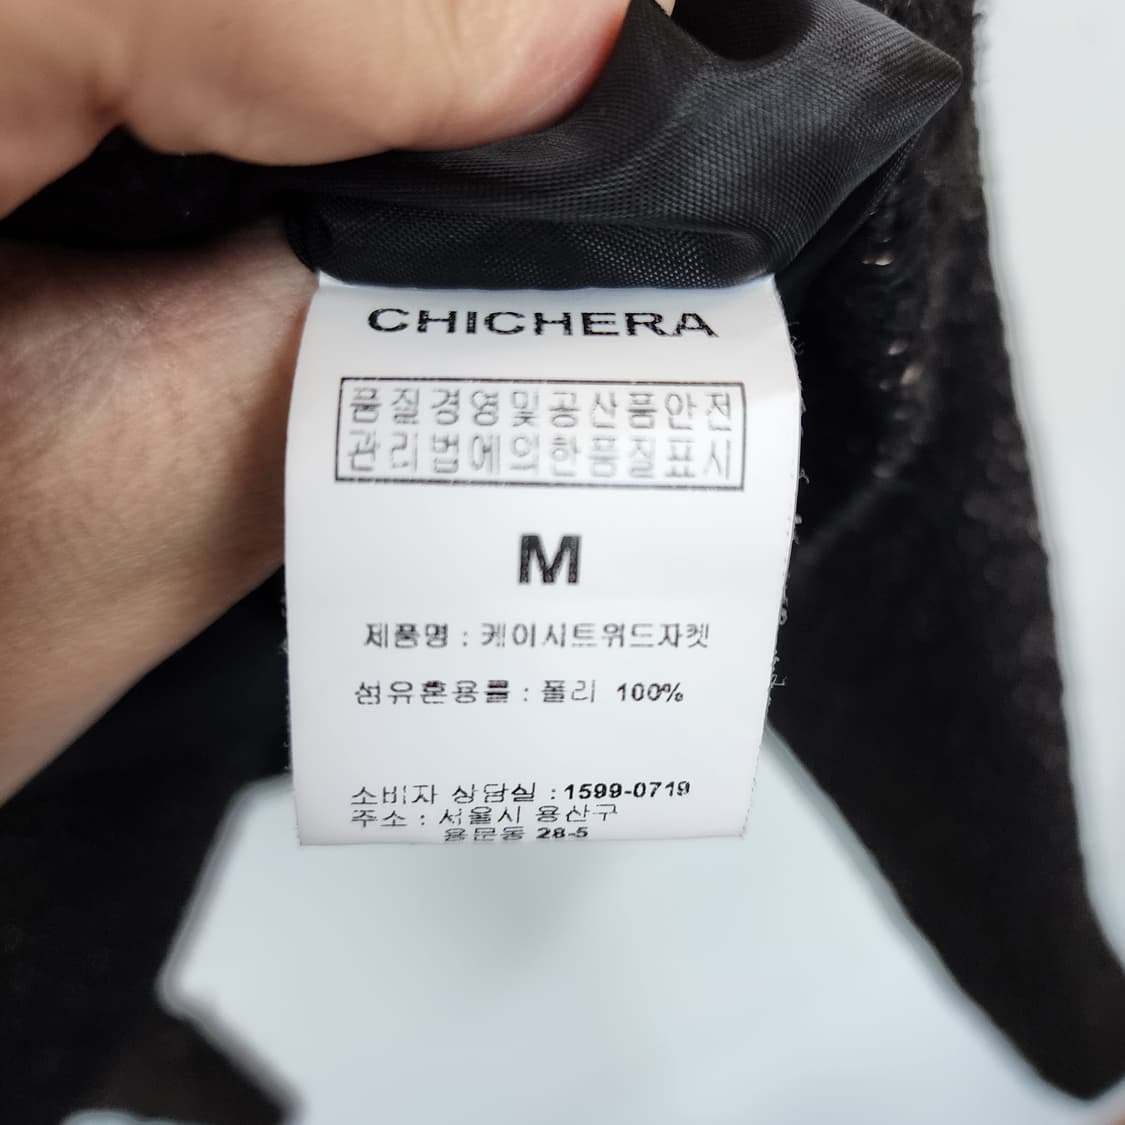 CHICHERA
품질경영및공산품안전
관리법에의한품질표시
M
제품명 : 케이시트위드자켓
섬유혼용률 : 폴리 100%
소비자 상담실 : 1599-0719
주소 : 서울시 용산구
용문동 28-5